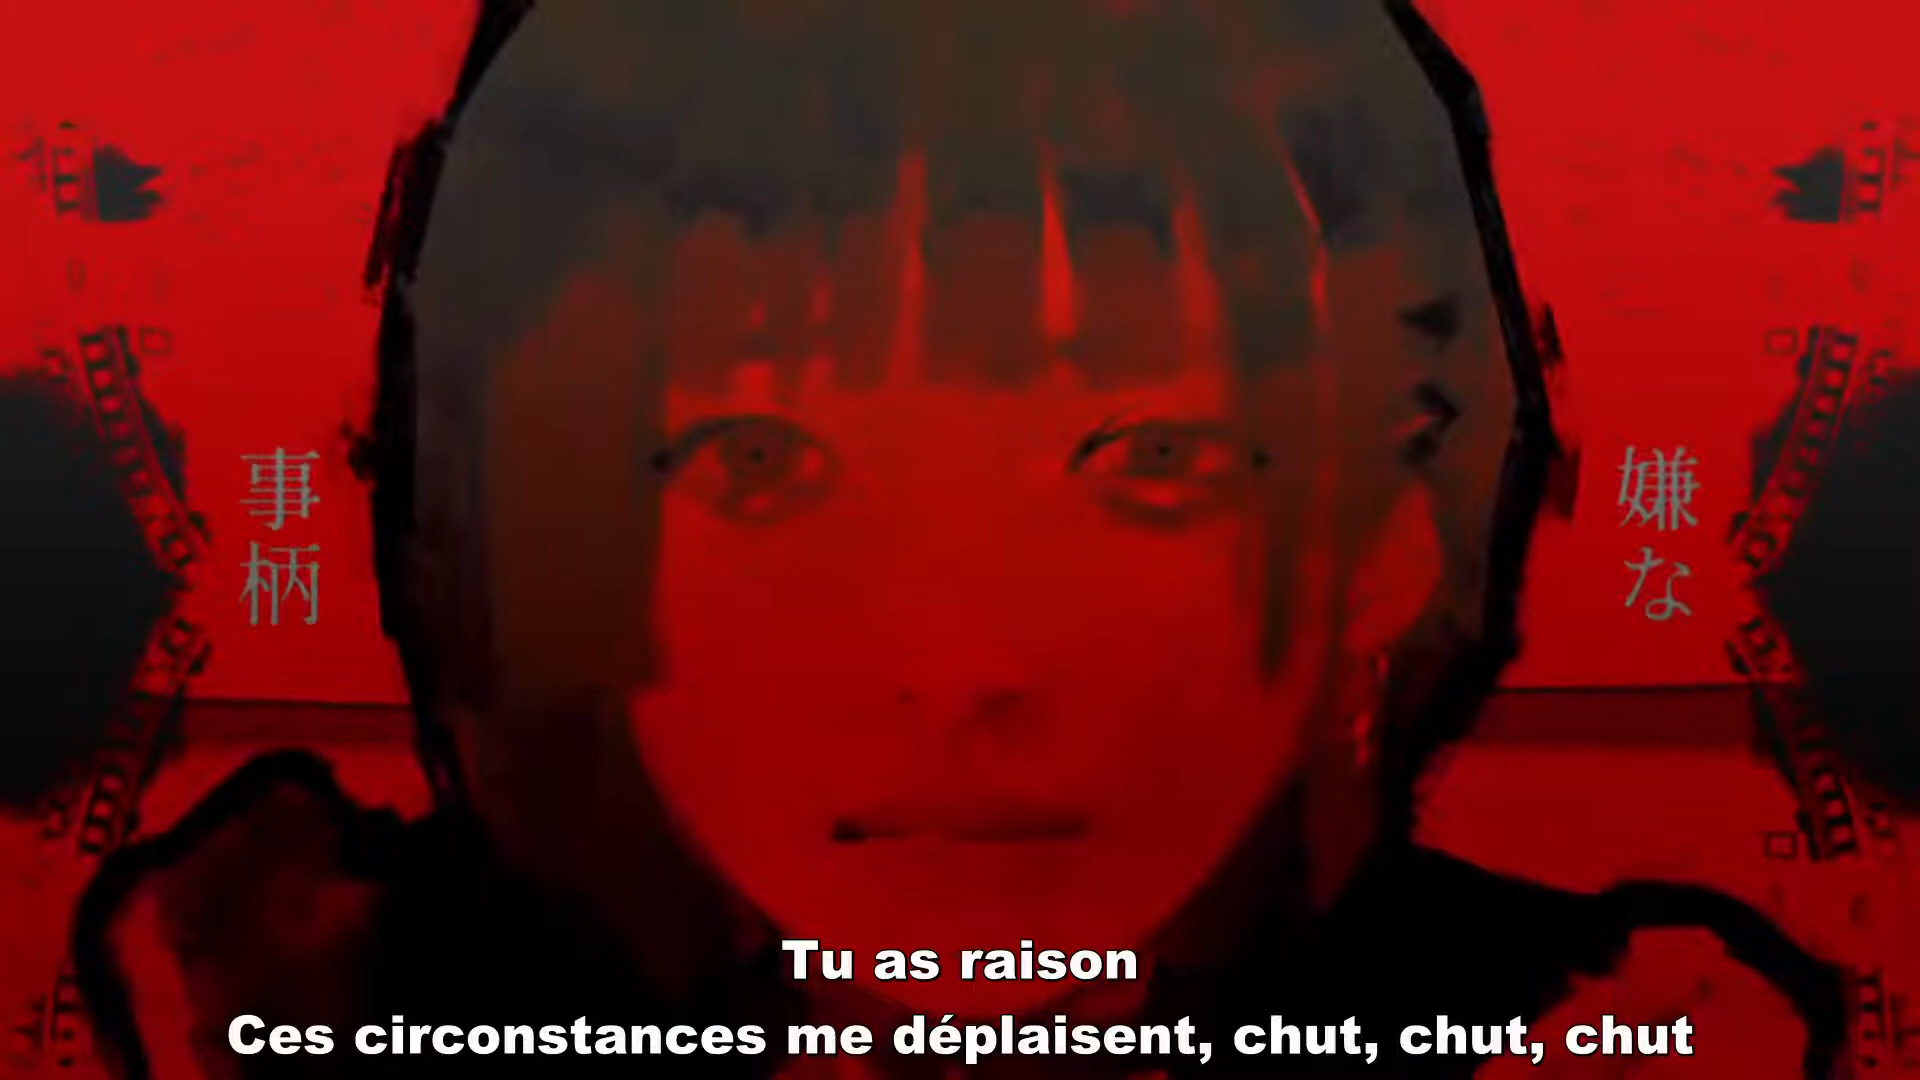 嫌な
事柄
Tu as raison
Ces circonstances me déplaisent, chut, chut, chut